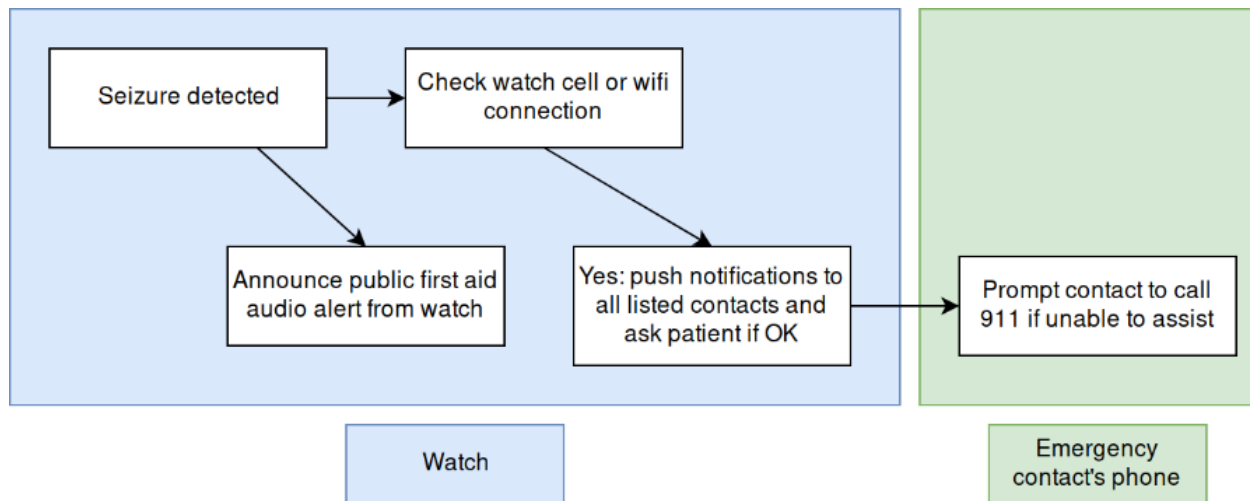 Seizure detected
Check watch cell or wifi
connection
Announce public first aid
audio alert from watch
Yes: push notifications to
all listed contacts and
ask patient if OK
Prompt contact to call
911 if unable to assist
Watch
Emergency
contact's phone